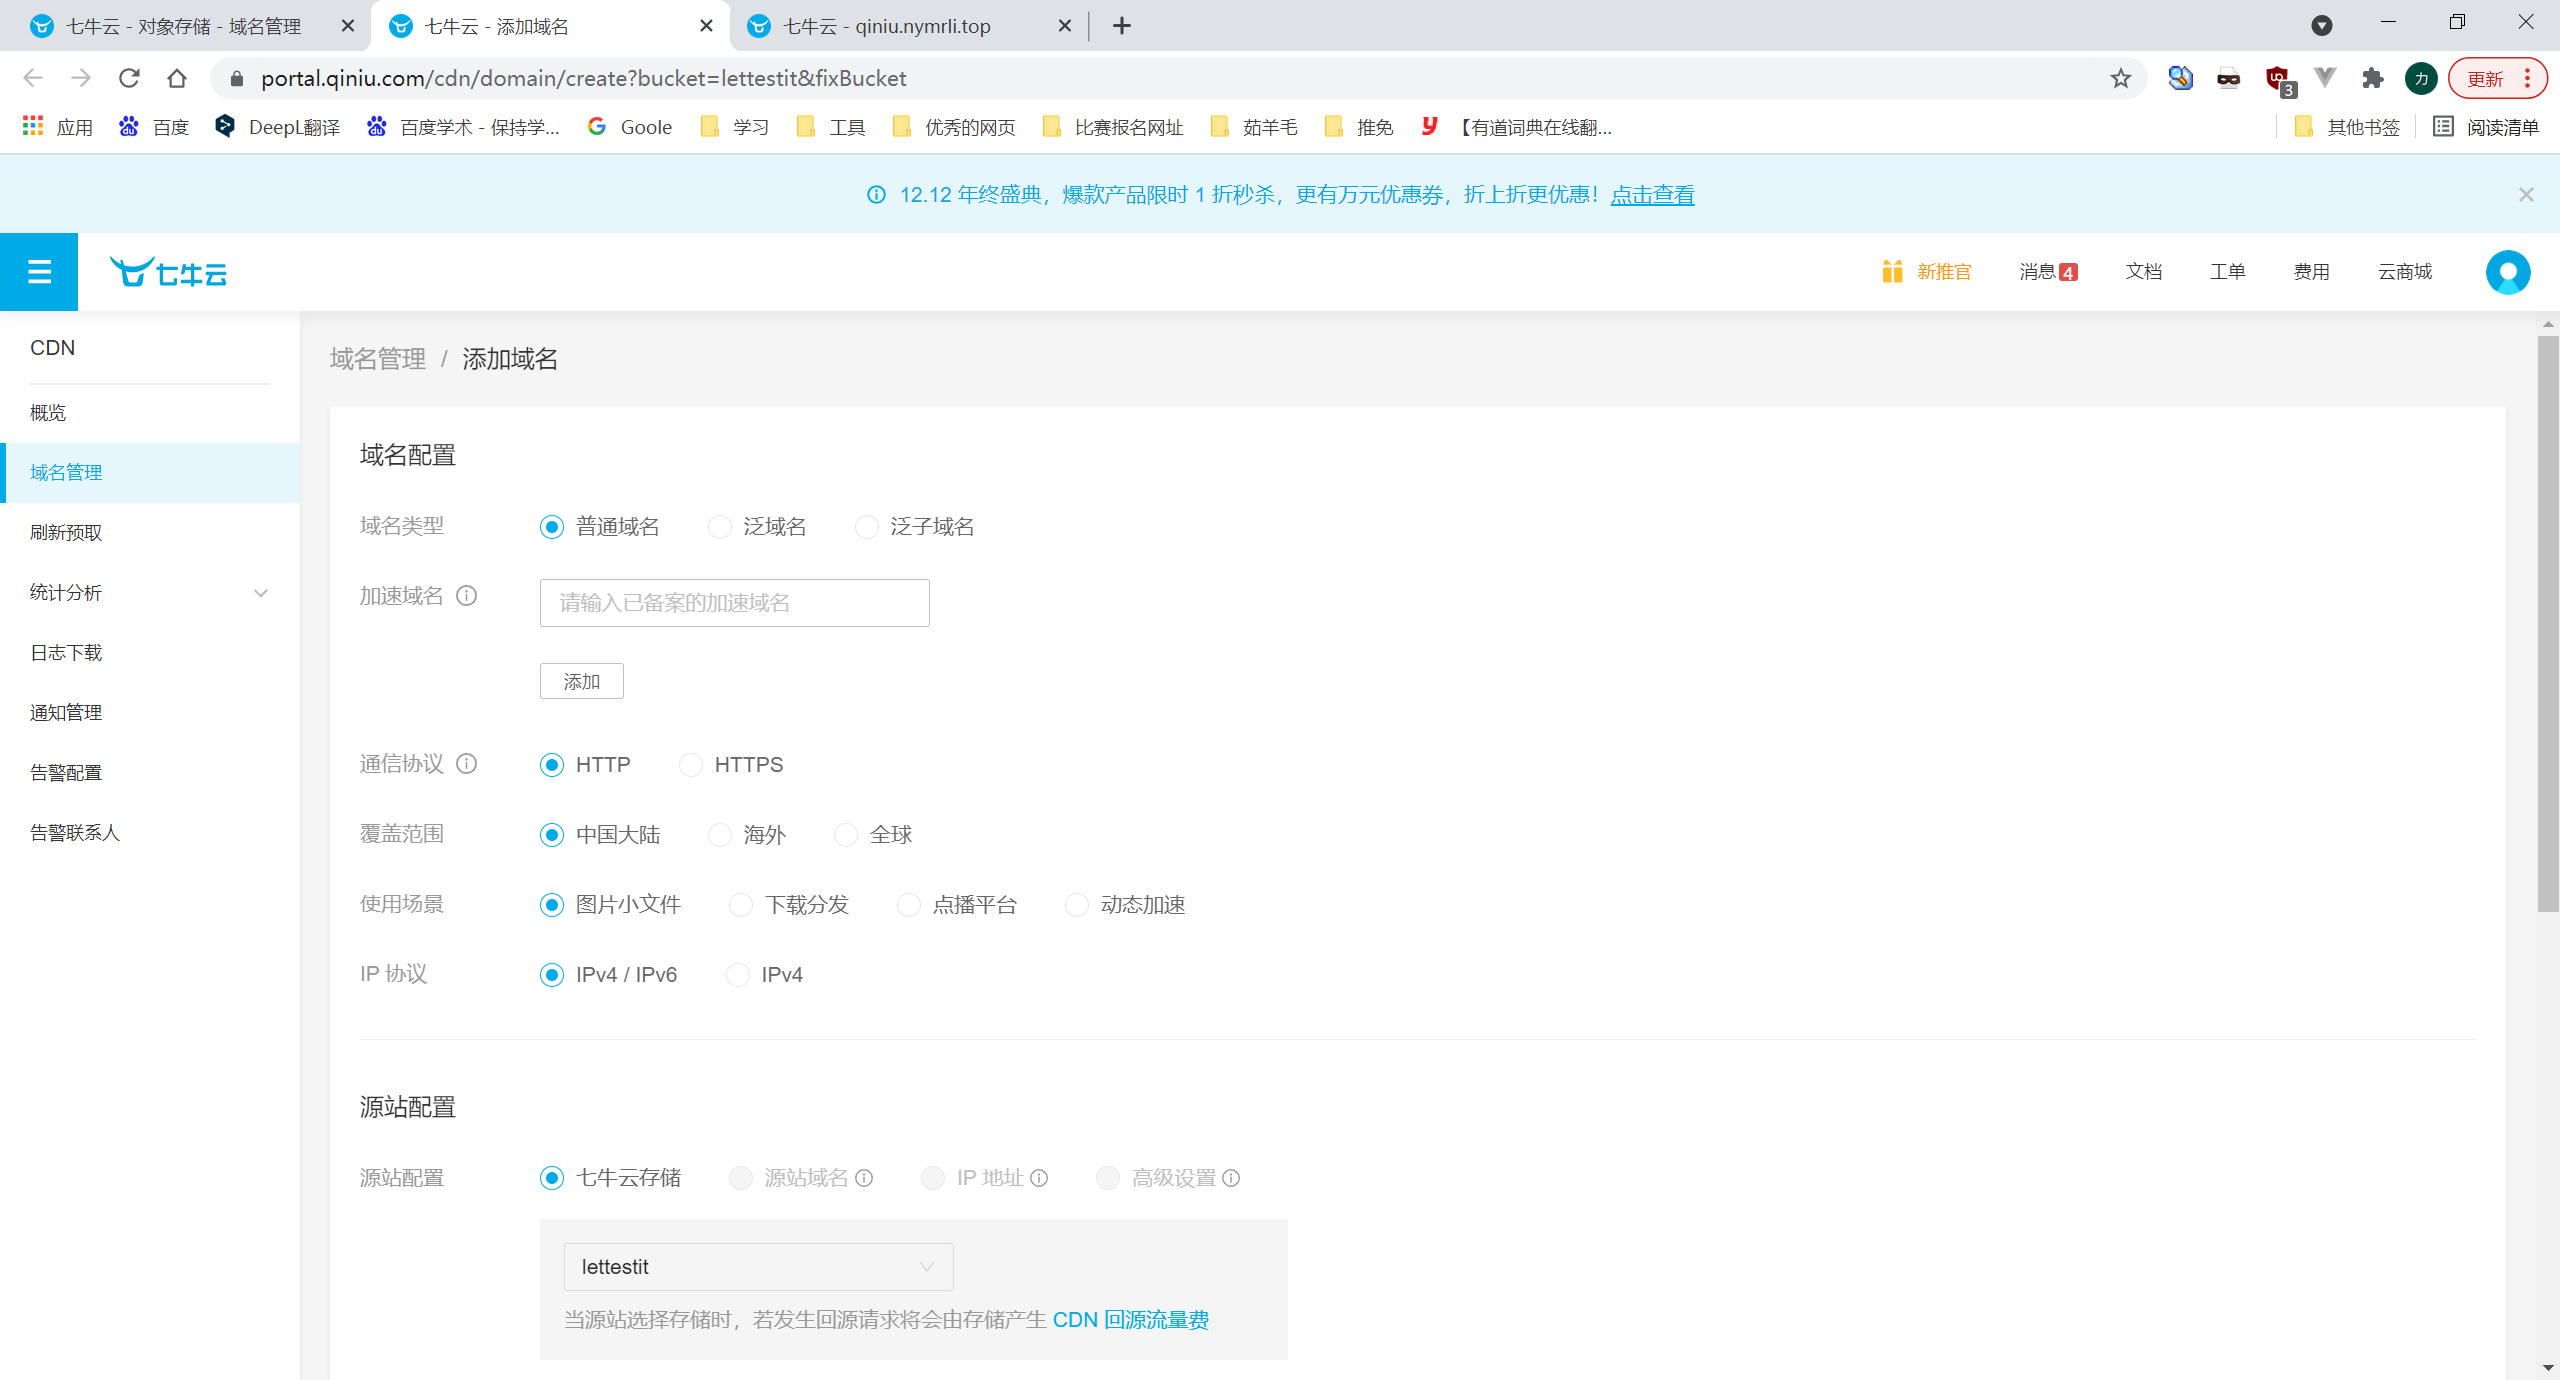 七牛云 - 对象存储 - 域名管理
七牛云 - 添加域名
七牛云 - qiniu.nymrli.top
portal.qiniu.com/cdn/domain/create?bucket=lettestit&fixBucket
3
力
更新
应用
百度
DeepL翻译
百度学术 - 保持学...
Goole
学习
工具
优秀的网页
比赛报名网址
茹羊毛
推免
【有道词典在线翻...
其他书签
阅读清单
12.12 年终盛典，爆款产品限时 1 折秒杀，更有万元优惠券，折上折更优惠！点击查看
七牛云
新推官
消息 4
文档
工单
费用
云商城
CDN
概览
域名管理
刷新预取
统计分析
日志下载
通知管理
告警配置
告警联系人
域名管理 / 添加域名
域名配置
域名类型 普通域名 泛域名 泛子域名
加速域名 请输入已备案的加速域名
添加
通信协议 HTTP HTTPS
覆盖范围 中国大陆 海外 全球
使用场景 图片小文件 下载分发 点播平台 动态加速
IP 协议 IPv4 / IPv6 IPv4
源站配置
源站配置 七牛云存储 源站域名 IP 地址 高级设置
lettestit
当源站选择存储时，若发生回源请求将会由存储产生 CDN 回源流量费